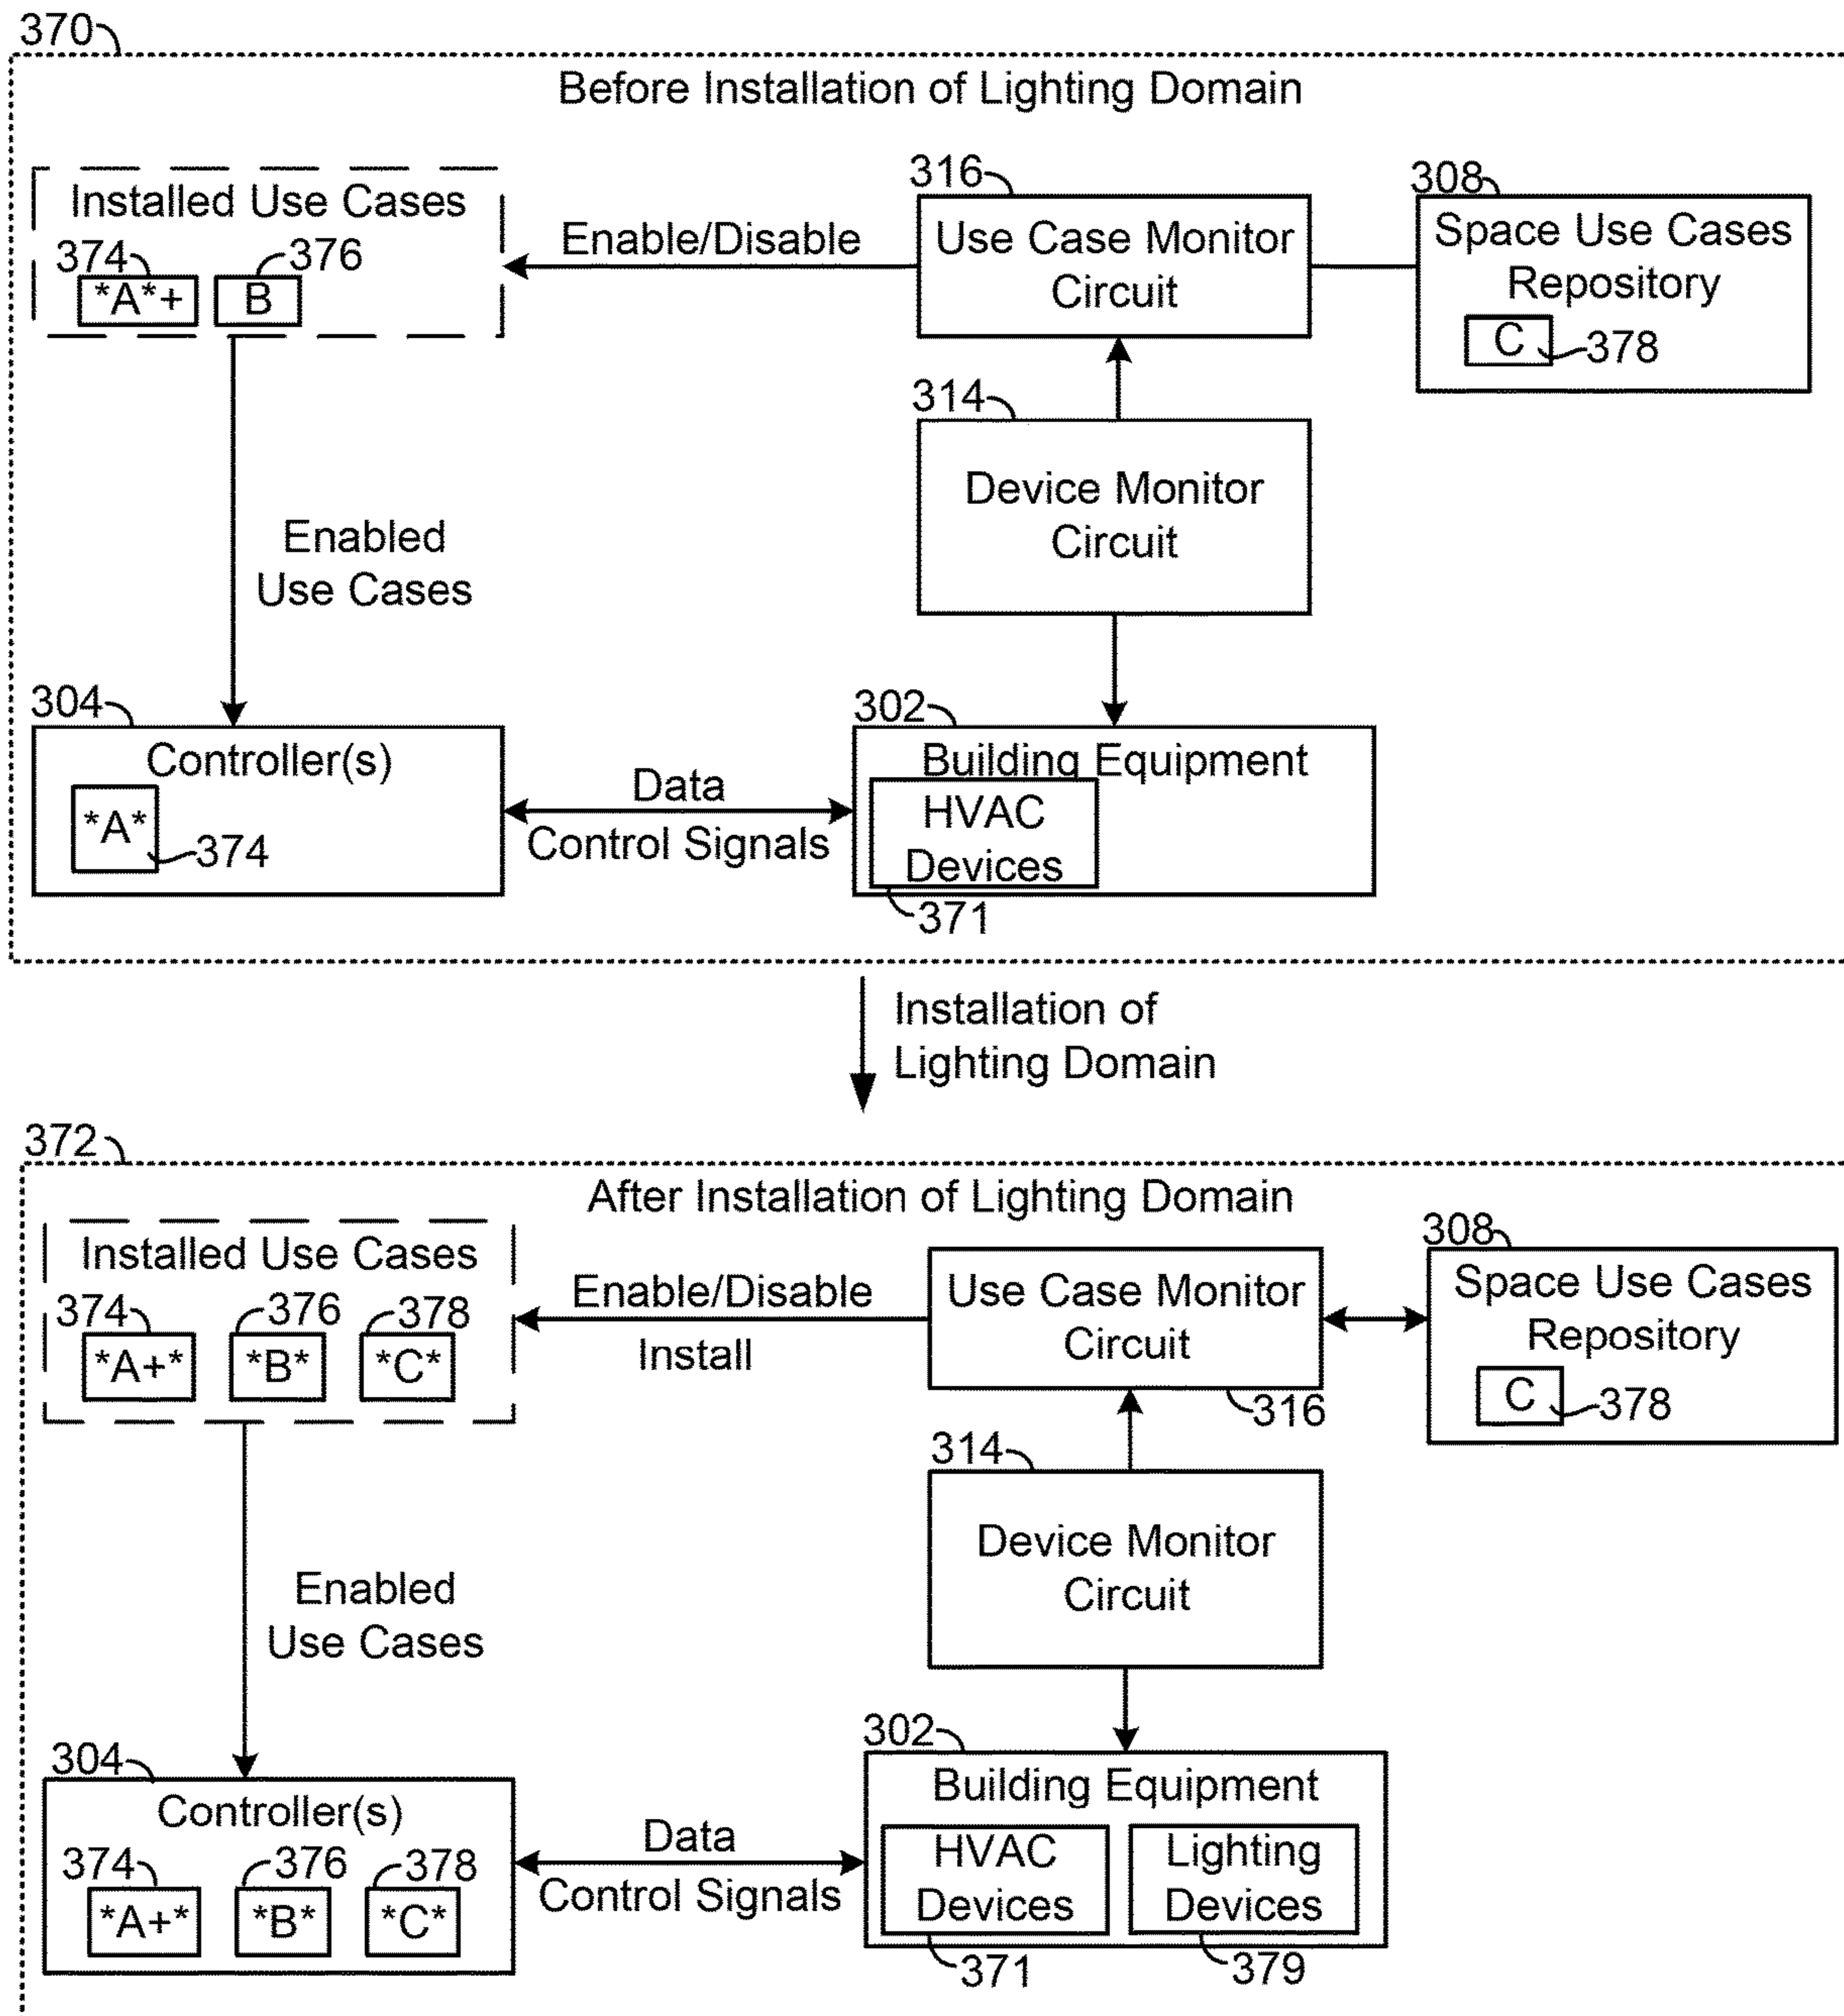 370
Before Installation of Lighting Domain
316
308
Installed Use Cases
374
376
*A*+
B
Enable/Disable
Use Case Monitor
Circuit
Space Use Cases
Repository
C
378
314
Device Monitor
Circuit
Enabled
Use Cases
304
302
Controller(s)
*A*
374
Data
Control Signals
Building Equipment
HVAC
Devices
371
Installation of
Lighting Domain
372
After Installation of Lighting Domain
308
Installed Use Cases
374
376
378
*A+*
*B*
*C*
Enable/Disable
Install
Use Case Monitor
Circuit
316
Space Use Cases
Repository
C
378
314
Device Monitor
Circuit
Enabled
Use Cases
304
302
Controller(s)
374
376
378
*A+*
*B*
*C*
Data
Control Signals
Building Equipment
HVAC
Devices
Lighting
Devices
371
379